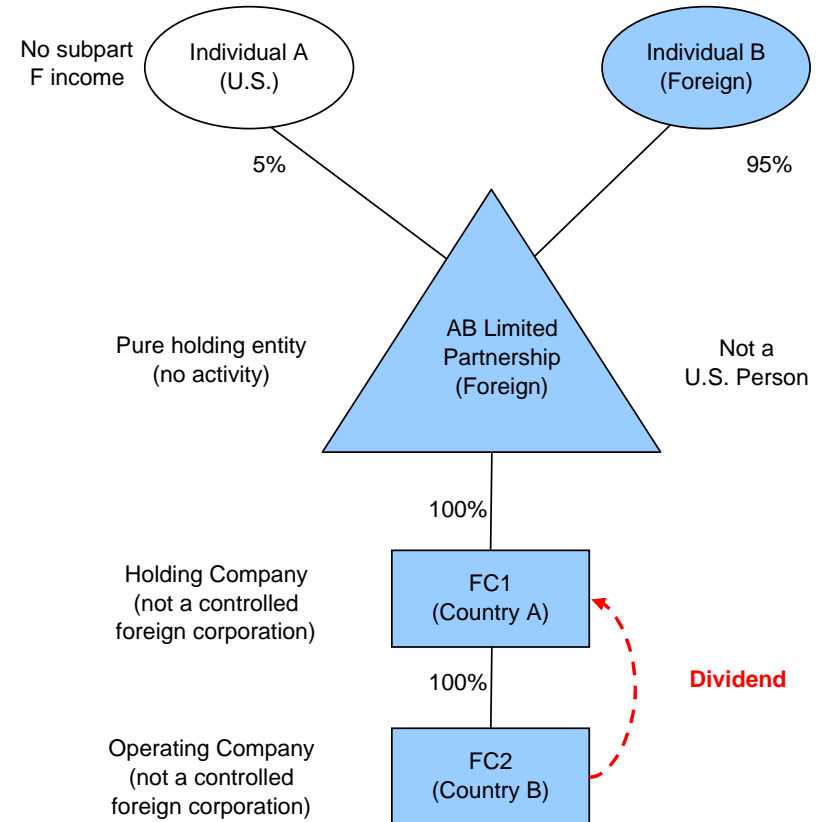 No subpart
F income
Individual A
(U.S.)
Individual B
(Foreign)
5%
95%
Pure holding entity
(no activity)
AB Limited
Partnership
(Foreign)
Not a
U.S. Person
100%
Holding Company
(not a controlled
foreign corporation)
FC1
(Country A)
100%
Dividend
Operating Company
(not a controlled
foreign corporation)
FC2
(Country B)